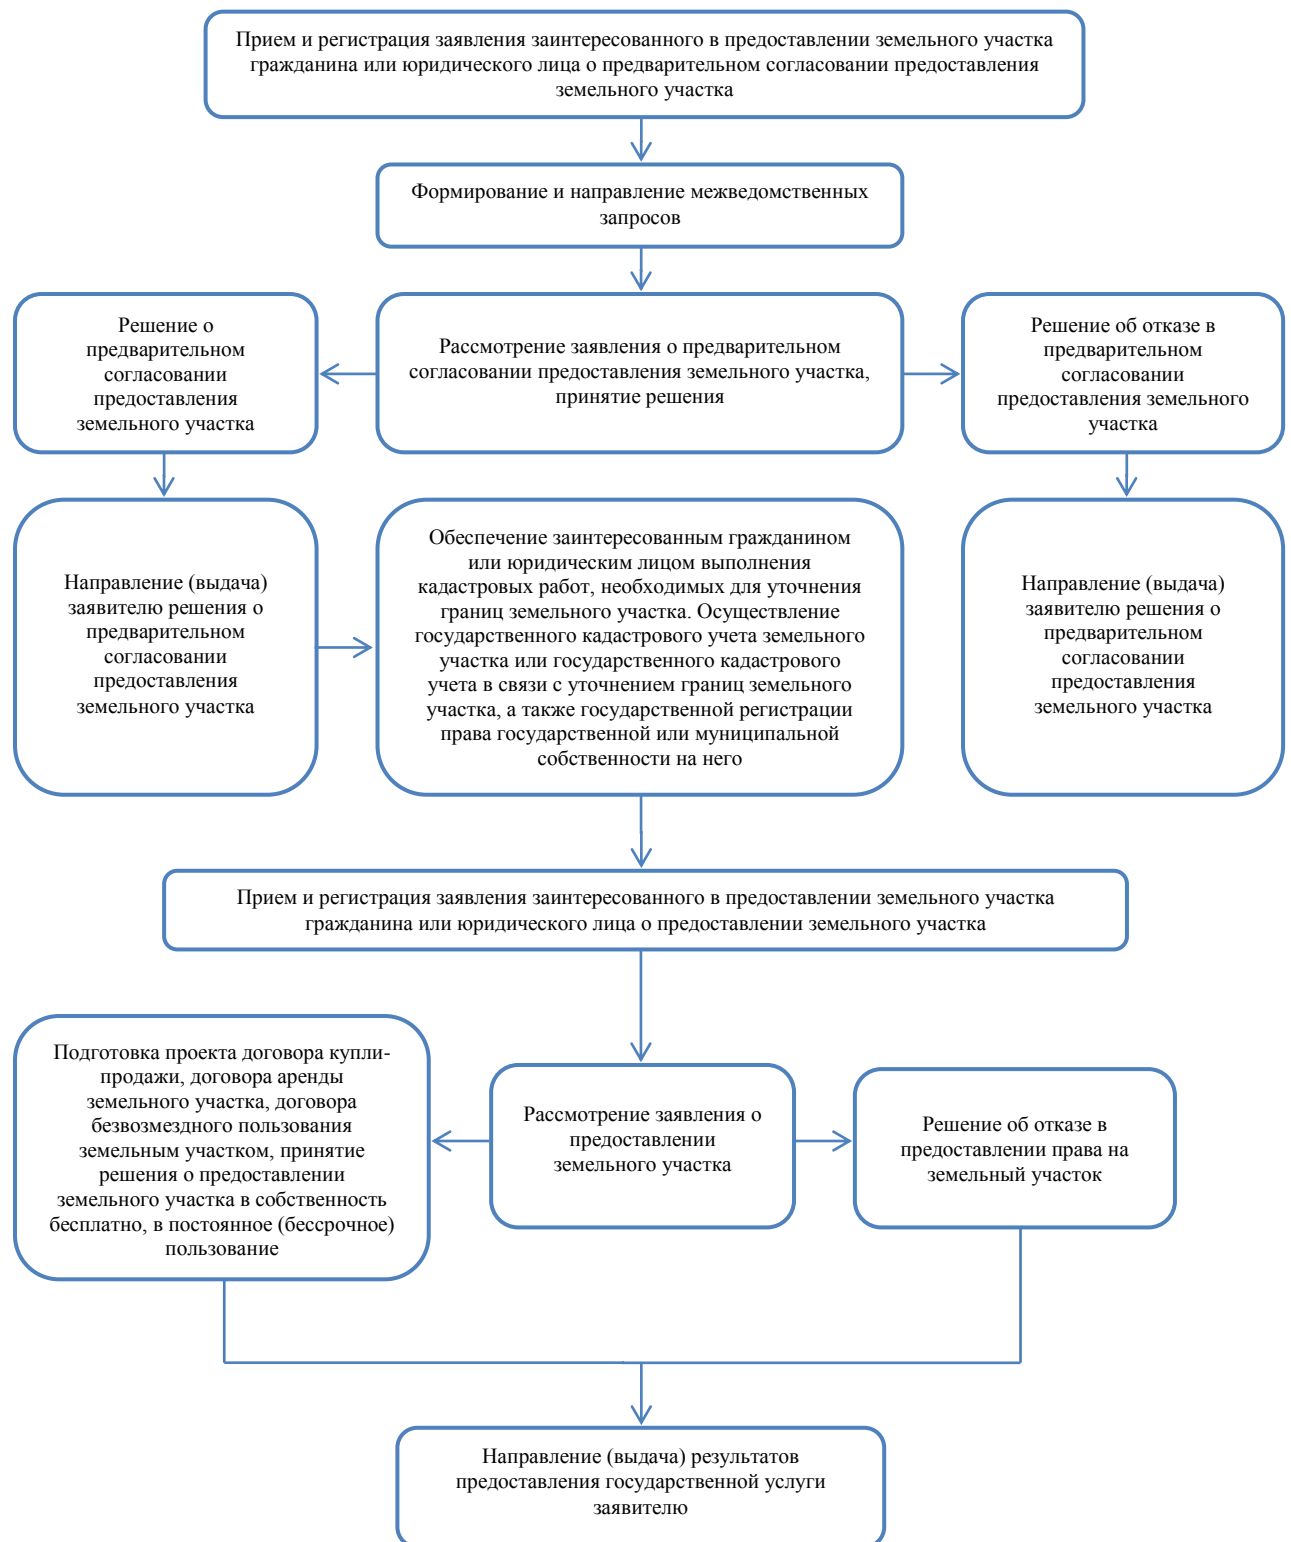 Прием и регистрация заявления заинтересованного в предоставлении земельного участка
гражданина или юридического лица о предварительном согласовании предоставления
земельного участка
Формирование и направление межведомственных
запросов
Решение о
предварительном
согласовании
предоставления
земельного участка
Рассмотрение заявления о предварительном
согласовании предоставления земельного участка,
принятие решения
Решение об отказе в
предварительном
согласовании
предоставления земельного
участка
Направление (выдача)
заявителю решения о
предварительном
согласовании
предоставления
земельного участка
Обеспечение заинтересованным гражданином
или юридическим лицом выполнения
кадастровых работ, необходимых для уточнения
границ земельного участка. Осуществление
государственного кадастрового учета земельного
участка или государственного кадастрового
учета в связи с уточнением границ земельного
участка, а также государственной регистрации
права государственной или муниципальной
собственности на него
Направление (выдача)
заявителю решения о
предварительном
согласовании
предоставления
земельного участка
Прием и регистрация заявления заинтересованного в предоставлении земельного участка
гражданина или юридического лица о предоставлении земельного участка
Подготовка проекта договора купли-
продажи, договора аренды
земельного участка, договора
безвозмездного пользования
земельным участком, принятие
решения о предоставлении
земельного участка в собственность
бесплатно, в постоянное (бессрочное)
пользование
Рассмотрение заявления о
предоставлении
земельного участка
Решение об отказе в
предоставлении права на
земельный участок
Направление (выдача) результатов
предоставления государственной услуги
заявителю